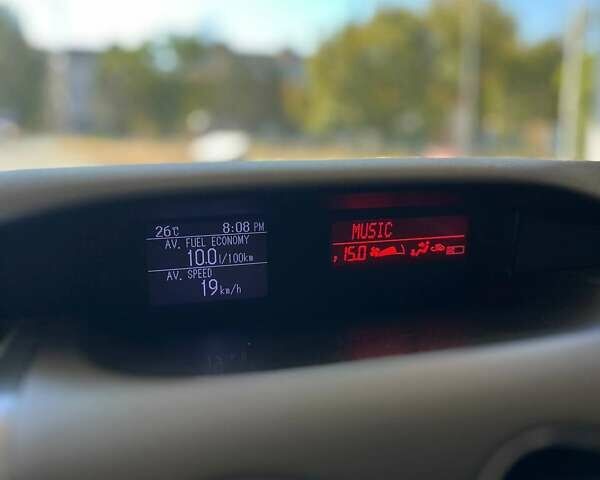 26℃ 8:08 PM
AV. FUEL ECONOMY
10.0 l/100km
AV. SPEED
19 km/h
MUSIC
15.0